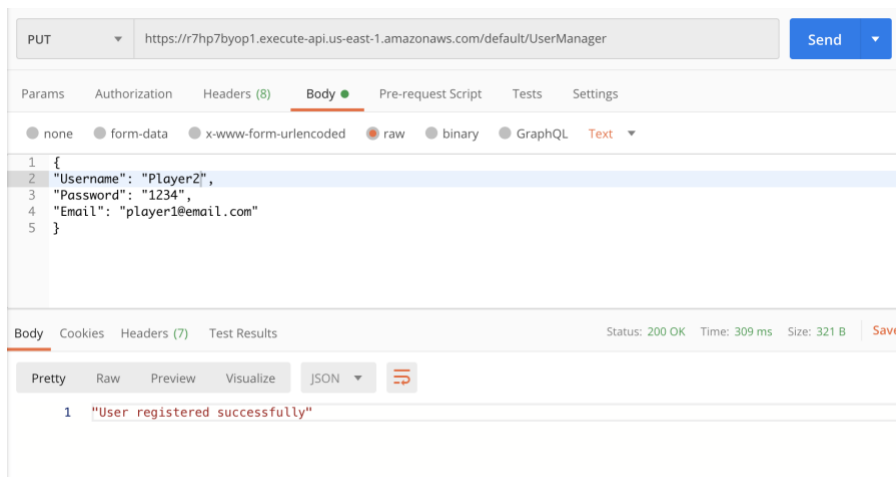 PUT https://r7hp7byop1.execute-api.us-east-1.amazonaws.com/default/UserManager Send
Params Authorization Headers (8) Body Pre-request Script Tests Settings
none form-data x-www-form-urlencoded raw binary GraphQL Text
1 {
2 "Username": "Player2",
3 "Password": "1234",
4 "Email": "player1@email.com"
5 }
Body Cookies Headers (7) Test Results Status: 200 OK Time: 309 ms Size: 321 B Save
Pretty Raw Preview Visualize JSON
1 "User registered successfully"